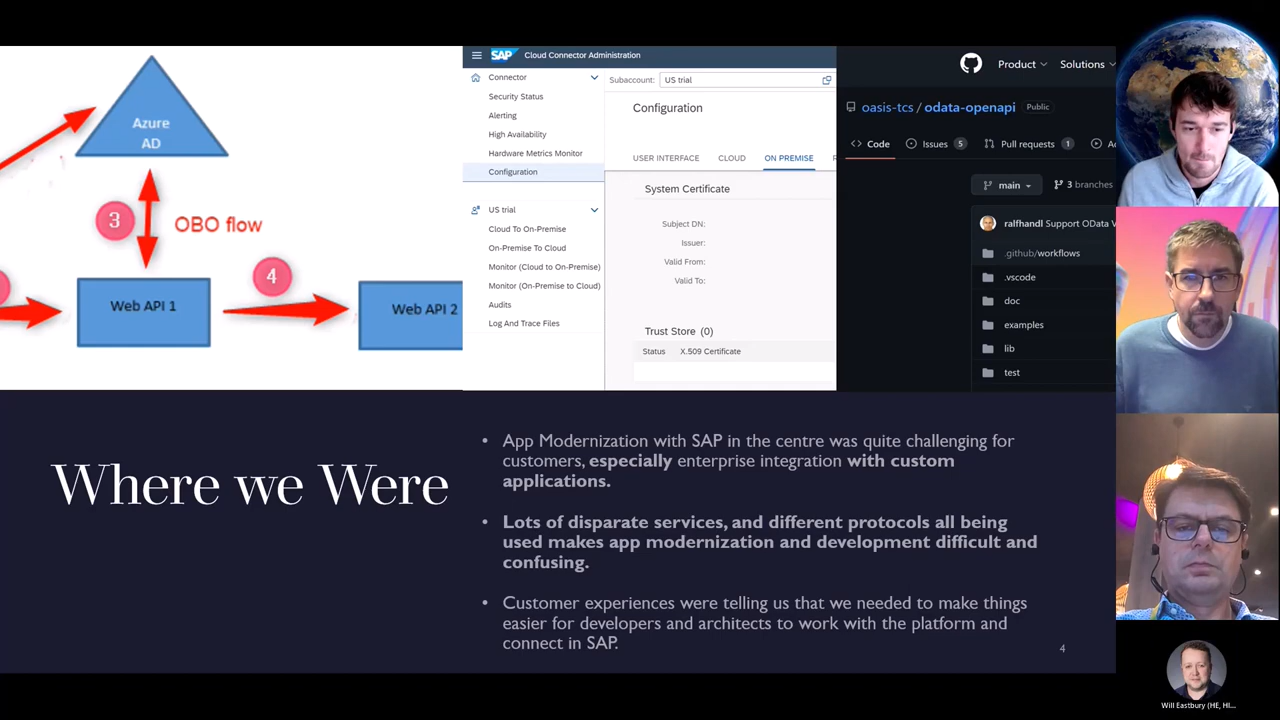 Azure
AD
3
OBO flow
4
Web API 1
Web API 2
SAP Cloud Connector Administration
Connector
Security Status
Alerting
High Availability
Hardware Metrics Monitor
Configuration
US trial
Cloud To On-Premise
On-Premise To Cloud
Monitor (Cloud to On-Premise)
Monitor (On-Premise to Cloud)
Audits
Log And Trace Files
Subaccount: US trial
Configuration
USER INTERFACE CLOUD ON PREMISE
System Certificate
Subject DN:
Issuer:
Valid From:
Valid To:
Trust Store (0)
Status X.509 Certificate
Product Solutions
oasis-tcs / odata-openapi Public
Code Issues 5 Pull requests 1
main 3 branches
ralfhandl Support OData
.github/workflows
.vscode
doc
examples
lib
test
Where we Were
• App Modernization with SAP in the centre was quite challenging for
customers, especially enterprise integration with custom
applications.
• Lots of disparate services, and different protocols all being
used makes app modernization and development difficult and
confusing.
• Customer experiences were telling us that we needed to make things
easier for developers and architects to work with the platform and
connect in SAP.
4
Will Eastbury (HE, HI...